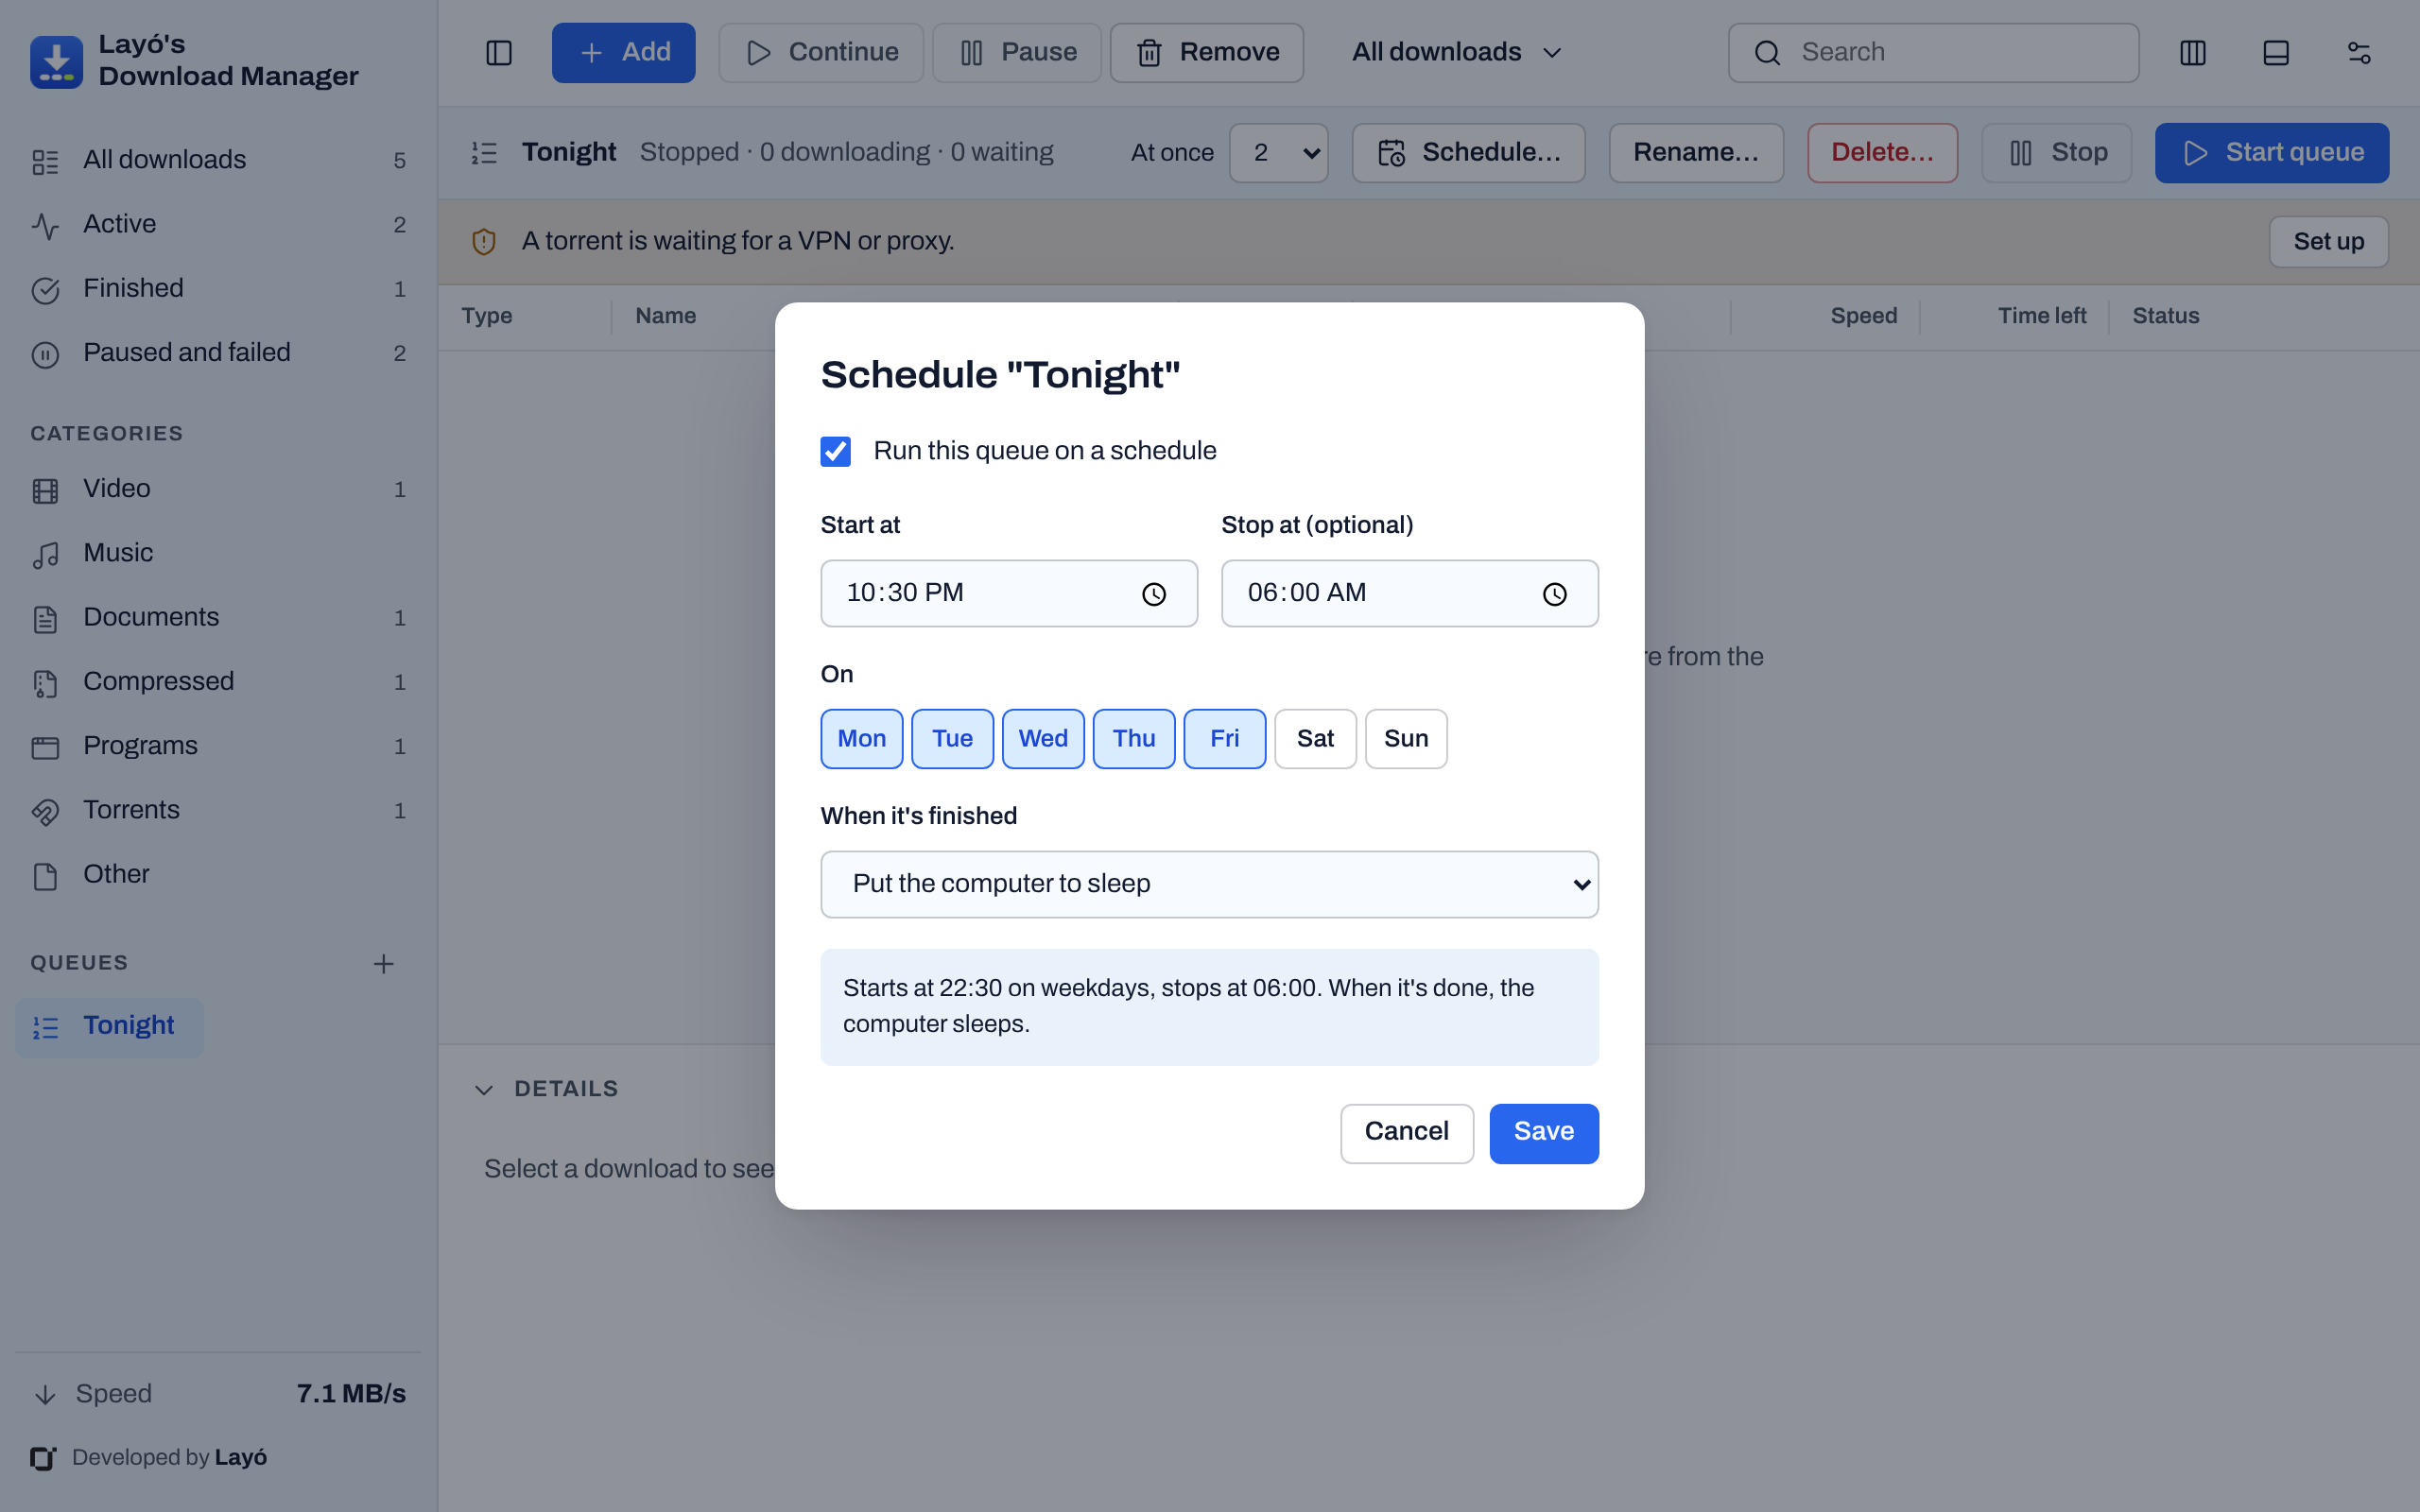 Layó's
Download Manager
Add
Continue
Pause
Remove
All downloads
Search
All downloads 5
Active 2
Finished 1
Paused and failed 2
CATEGORIES
Video 1
Music
Documents 1
Compressed 1
Programs 1
Torrents 1
Other
QUEUES
Tonight
Speed 7.1 MB/s
Developed by Layó
Tonight Stopped · 0 downloading · 0 waiting
At once 2
Schedule...
Rename...
Delete...
Stop
Start queue
A torrent is waiting for a VPN or proxy.
Set up
Type Name Speed Time left Status
from the
Schedule "Tonight"
Run this queue on a schedule
Start at Stop at (optional)
10:30 PM 06:00 AM
On
Mon Tue Wed Thu Fri Sat Sun
When it's finished
Put the computer to sleep
Starts at 22:30 on weekdays, stops at 06:00. When it's done, the
computer sleeps.
Cancel Save
DETAILS
Select a download to see